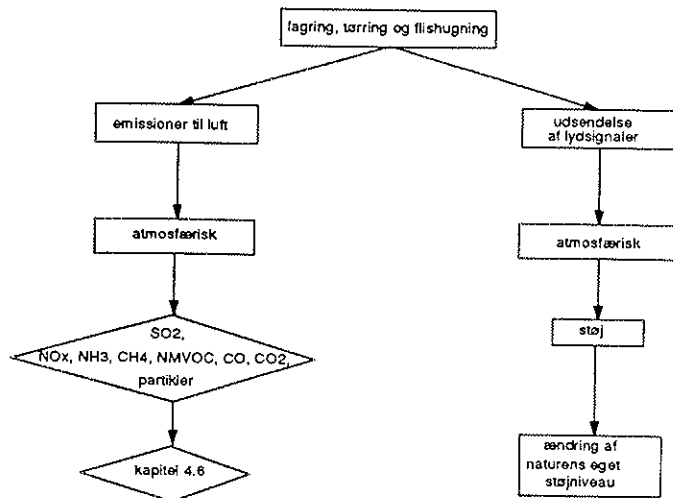 lagring, tørring og flishugning
emissioner til luft
atmosfærisk
SO2,
NOx, NH3, CH4, NMVOC, CO, CO2,
partikler
kapitel 4.6
udsendelse
af lydsignaler
atmosfærisk
støj
ændring af
naturens eget
støjniveau